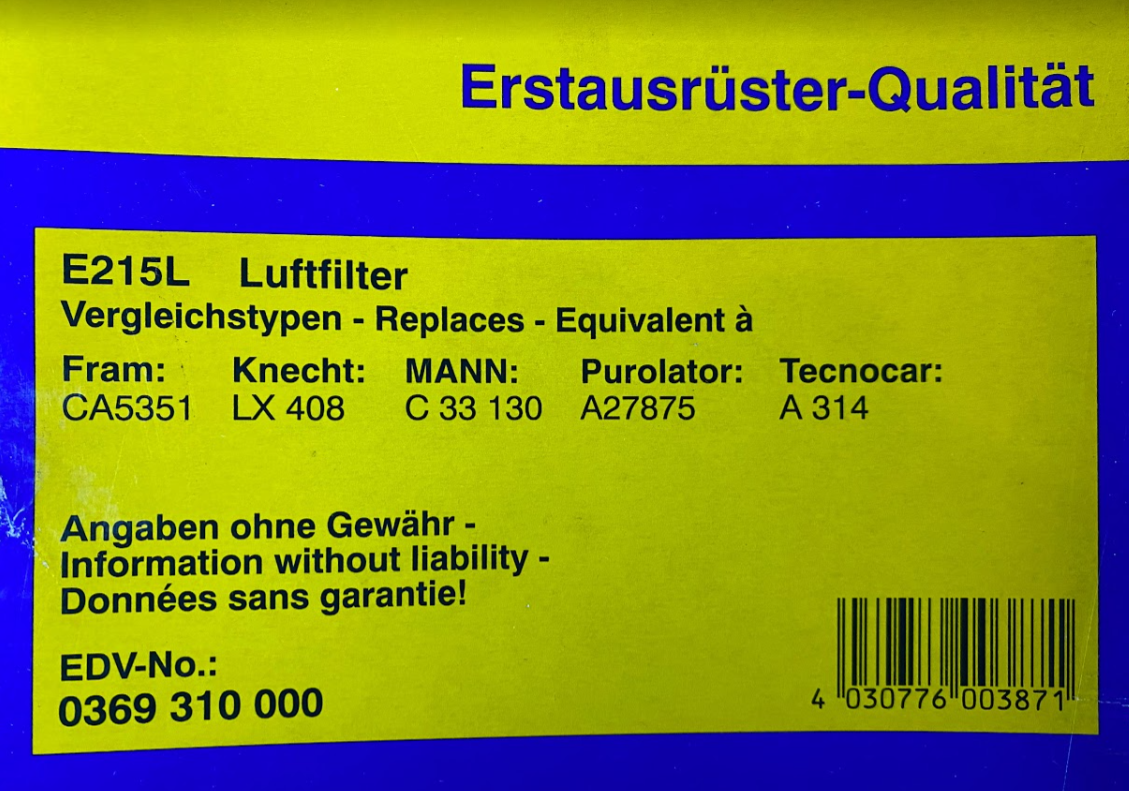 Erstausrüster-Qualität
E215L Luftfilter
Vergleichstypen - Replaces - Equivalent à
Fram: Knecht: MANN: Purolator: Tecnocar:
CA5351 LX 408 C 33 130 A27875 A 314
Angaben ohne Gewähr -
Information without liability -
Données sans garantie!
EDV-No.:
0369 310 000
4 030776 003871